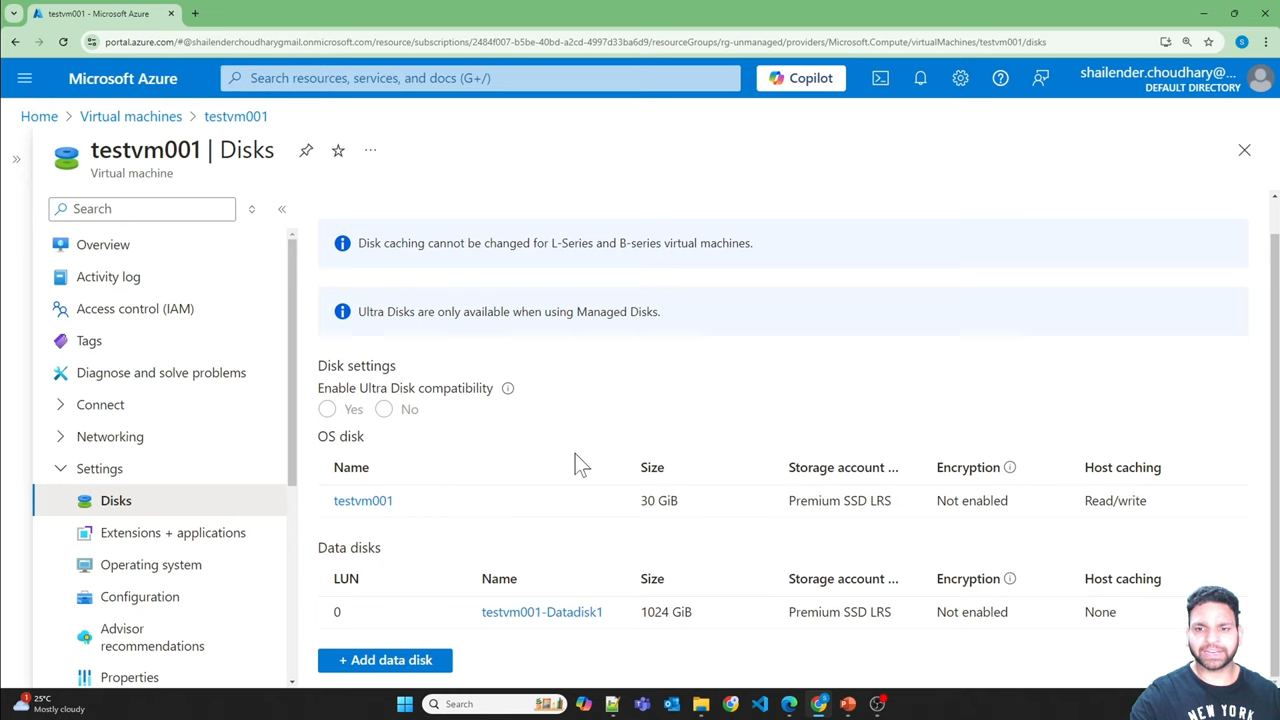 testvm001 - Microsoft Azure
portal.azure.com/#@shailenderchoudharygmail.onmicrosoft.com/resource/subscriptions/2484f007-b5be-40bd-a2cd-4997d33ba6d9/resourceGroups/rg-unmanaged/providers/Microsoft.Compute/virtualMachines/testvm001/disks
S
Microsoft Azure
Search resources, services, and docs (G+/)
Copilot
shailender.choudhary@...
DEFAULT DIRECTORY
Home > Virtual machines > testvm001
testvm001 | Disks
Virtual machine
Search
Overview
Activity log
Access control (IAM)
Tags
Diagnose and solve problems
Connect
Networking
Settings
Disks
Extensions + applications
Operating system
Configuration
Advisor
recommendations
Properties
Disk caching cannot be changed for L-Series and B-series virtual machines.
Ultra Disks are only available when using Managed Disks.
Disk settings
Enable Ultra Disk compatibility
Yes No
OS disk
Name Size Storage account ... Encryption Host caching
testvm001 30 GiB Premium SSD LRS Not enabled Read/write
Data disks
LUN Name Size Storage account ... Encryption Host caching
0 testvm001-Datadisk1 1024 GiB Premium SSD LRS Not enabled None
+ Add data disk
NEW YORK
1
25°C
Mostly cloudy
Search